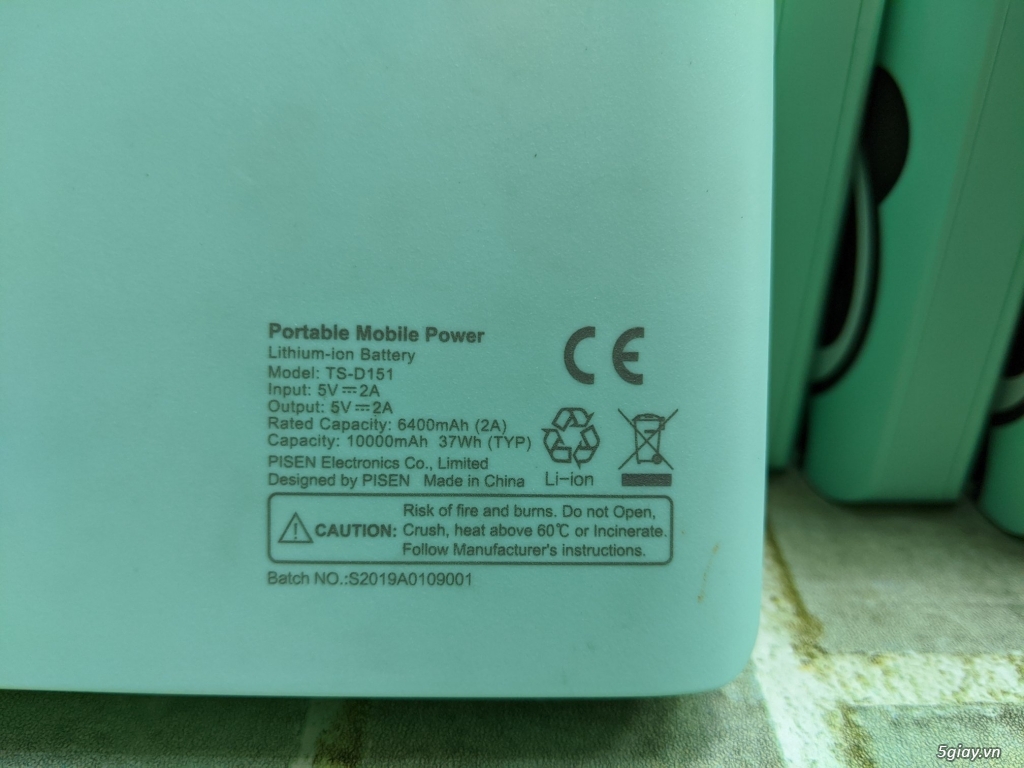 Portable Mobile Power
Lithium-ion Battery
Model: TS-D151
Input: 5V⎓2A
Output: 5V⎓2A
Rated Capacity: 6400mAh (2A)
Capacity: 10000mAh 37Wh (TYP)
PISEN Electronics Co., Limited
Designed by PISEN Made in China
CE
Li-ion
CAUTION: Risk of fire and burns. Do not Open,
Crush, heat above 60℃ or Incinerate.
Follow Manufacturer's instructions.
Batch NO.:S2019A0109001
5giay.vn